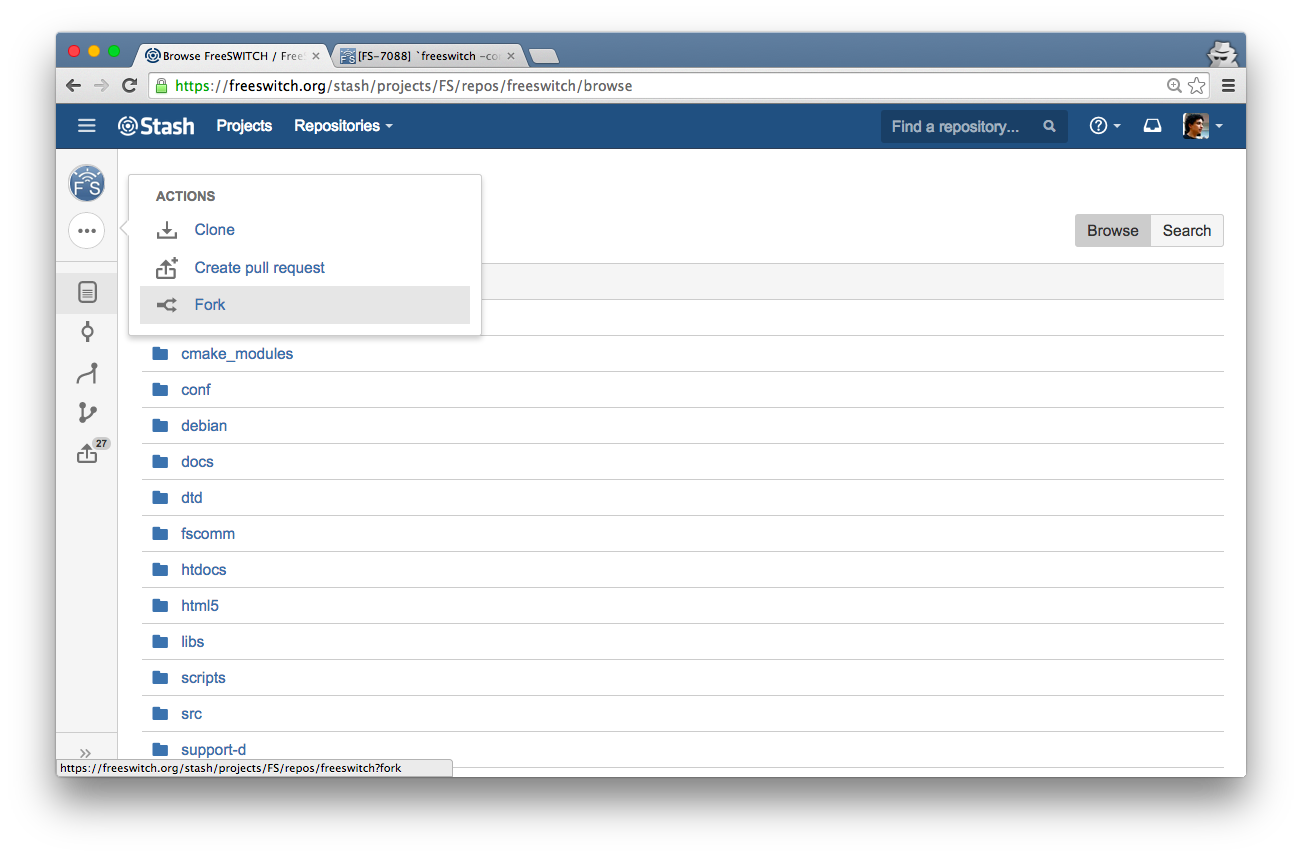 Browse FreeSWITCH / Free
[FS-7088] `freeswitch -co
https://freeswitch.org/stash/projects/FS/repos/freeswitch/browse
Stash Projects Repositories Find a repository...
FS
ACTIONS
Clone
Create pull request
Fork
Browse Search
cmake_modules
conf
debian
docs
dtd
fscomm
27
htdocs
html5
libs
scripts
src
support-d
https://freeswitch.org/stash/projects/FS/repos/freeswitch?fork